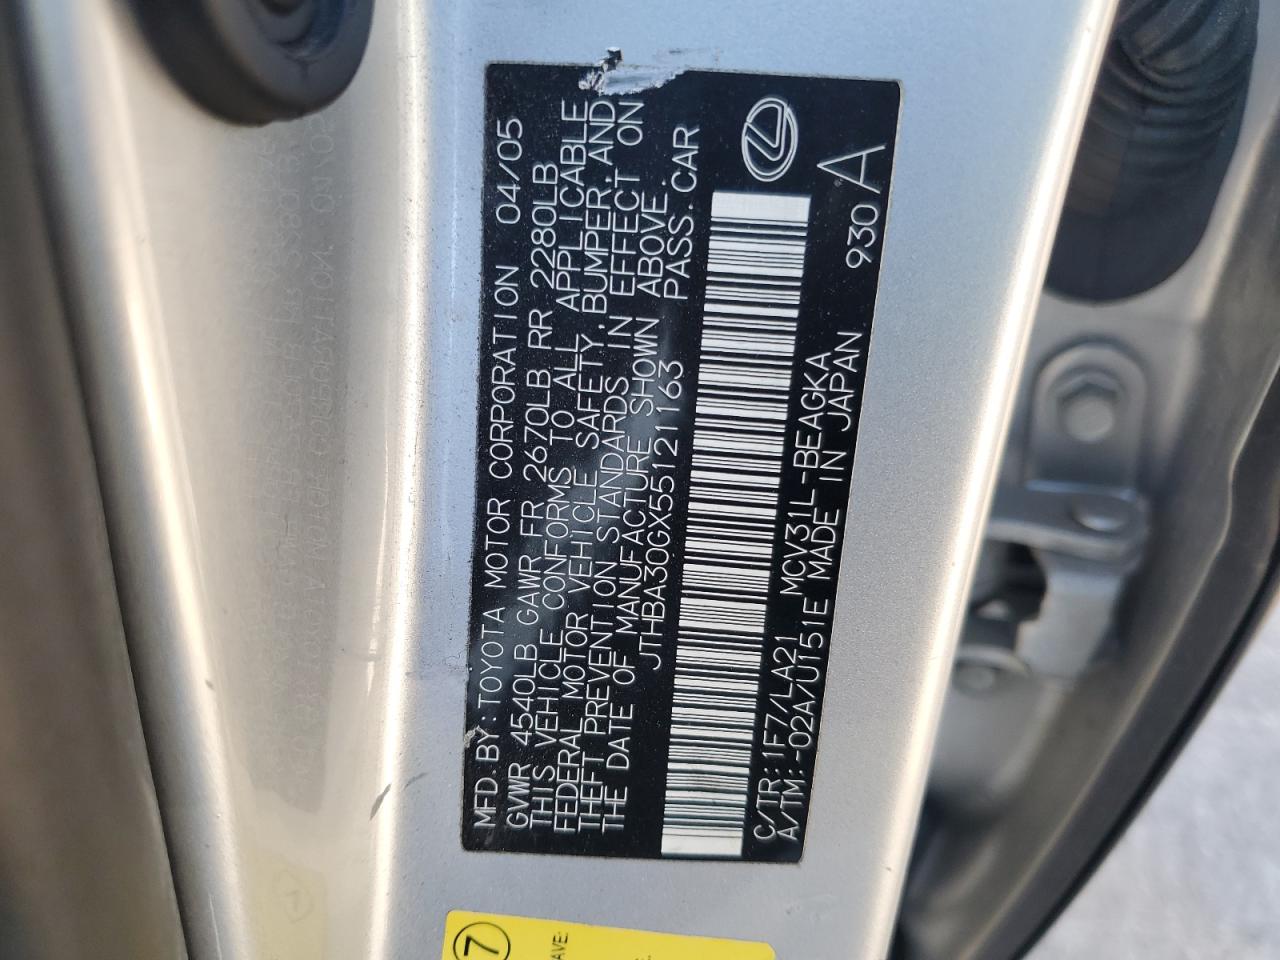 MFD. BY: TOYOTA MOTOR CORPORATION 04/05
GVWR 4540LB GAWR FR 2670LB RR 2280LB
THIS VEHICLE CONFORMS TO ALL APPLICABLE
FEDERAL MOTOR VEHICLE SAFETY, BUMPER, AND
THEFT PREVENTION STANDARDS IN EFFECT ON
THE DATE OF MANUFACTURE SHOWN ABOVE.
JTHBA30GX55121163 PASS. CAR
C/TR: 1F7/LA21 MCV31L-BEAGKA
A/TM: -02A/U151E MADE IN JAPAN 930 A
7
AVE: